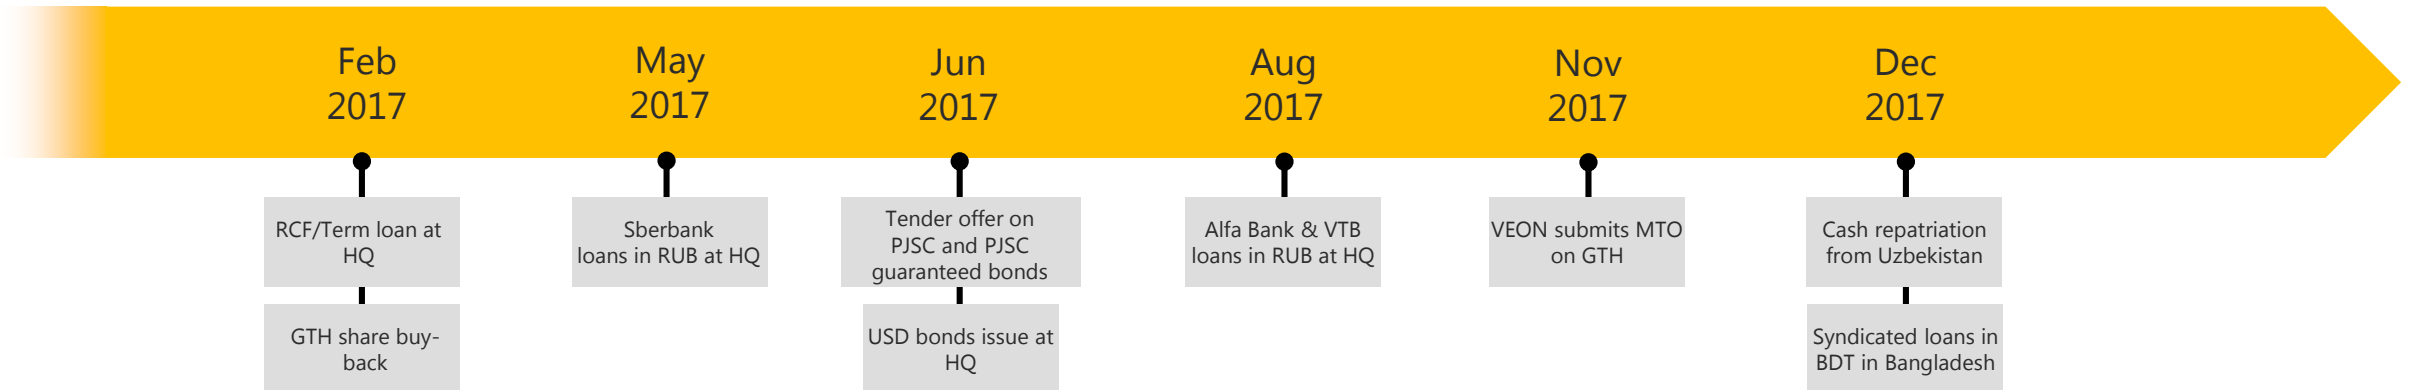 Feb
2017
May
2017
Jun
2017
Aug
2017
Nov
2017
Dec
2017
RCF/Term loan at
HQ
GTH share buy-
back
Sberbank
loans in RUB at HQ
Tender offer on
PJSC and PJSC
guaranteed bonds
USD bonds issue at
HQ
Alfa Bank & VTB
loans in RUB at HQ
VEON submits MTO
on GTH
Cash repatriation
from Uzbekistan
Syndicated loans in
BDT in Bangladesh